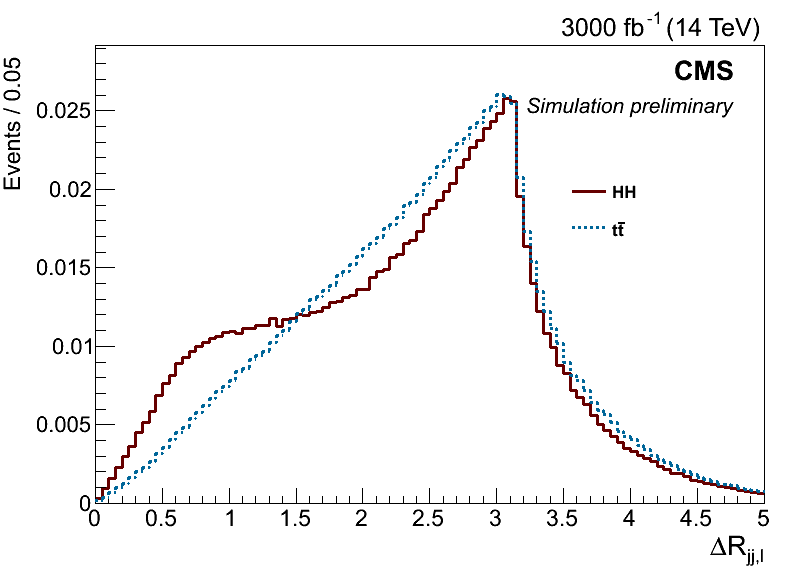 3000 fb⁻¹ (14 TeV)
CMS
Simulation preliminary
HH
tt̄
Events / 0.05
0.025
0.02
0.015
0.01
0.005
0
0 0.5 1 1.5 2 2.5 3 3.5 4 4.5 5
ΔR_jj,l